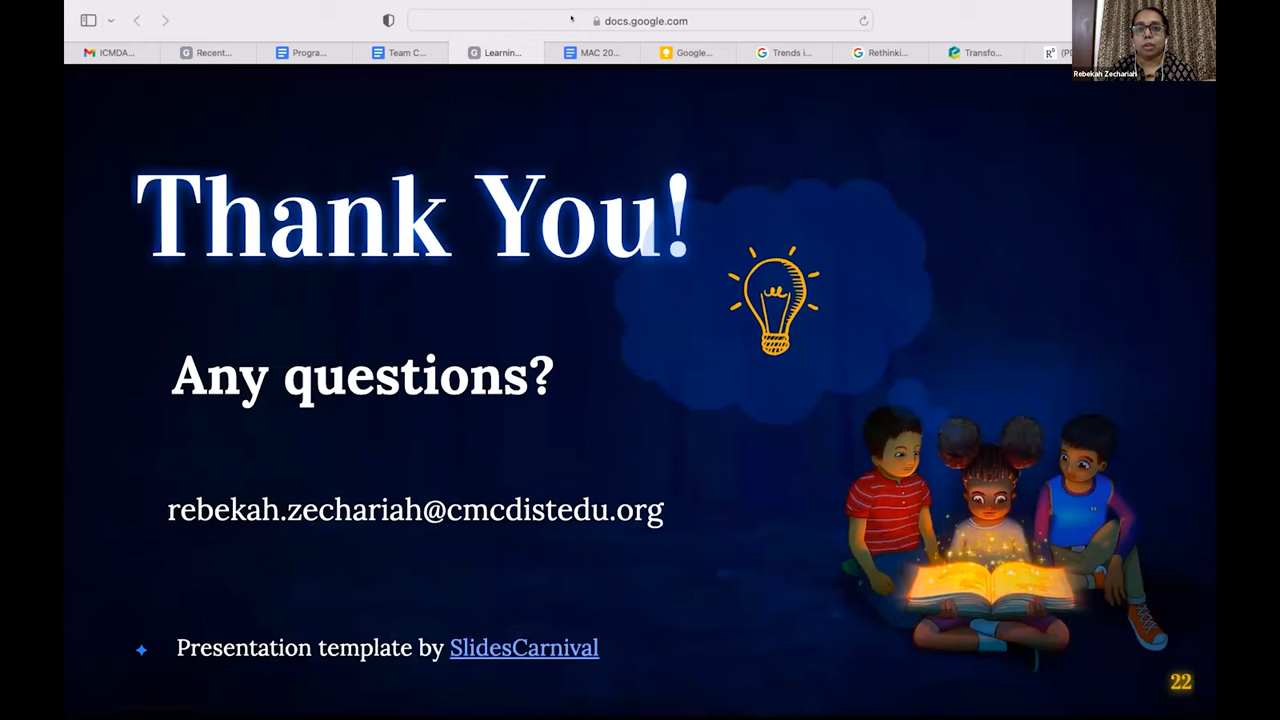 docs.google.com
ICMDA...
Recent...
Progra...
Team C...
Learnin...
MAC 20...
Google...
Trends i...
Rethinki...
Transfo...
R⁶ (P
Rebekah Zechariah
Thank You!
Any questions?
rebekah.zechariah@cmcdistedu.org
Presentation template by SlidesCarnival
22